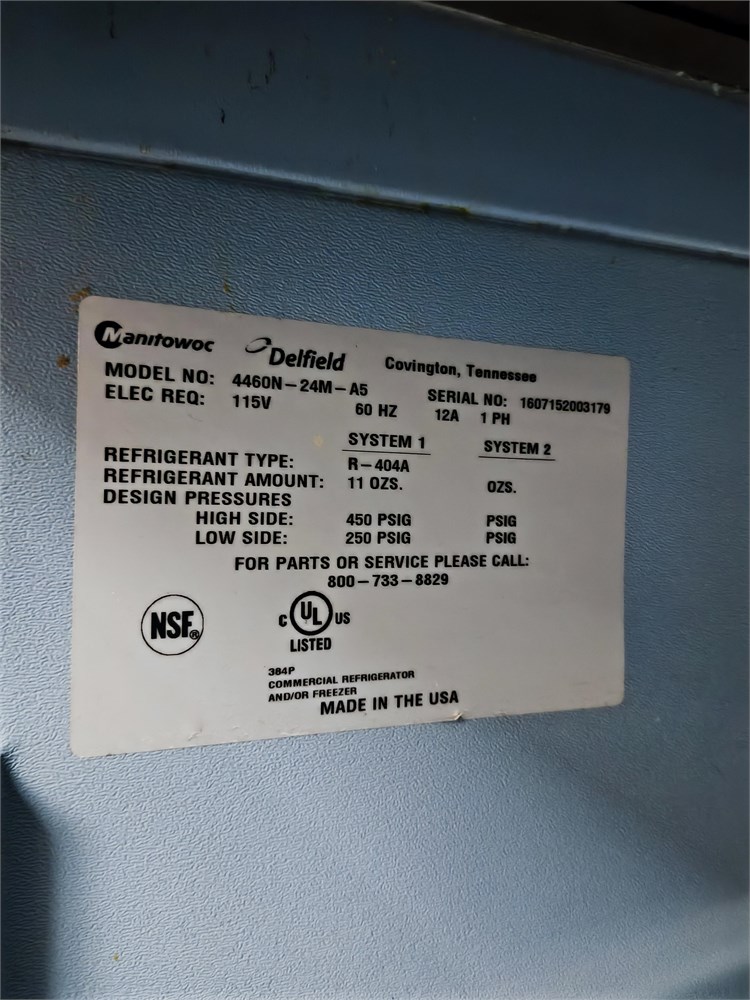 Manitowoc Delfield Covington, Tennessee
MODEL NO: 4460N-24M-A5 SERIAL NO: 1607152003179
ELEC REQ: 115V 60 HZ 12A 1 PH
SYSTEM 1 SYSTEM 2
REFRIGERANT TYPE: R-404A
REFRIGERANT AMOUNT: 11 OZS. OZS.
DESIGN PRESSURES
HIGH SIDE: 450 PSIG PSIG
LOW SIDE: 250 PSIG PSIG
FOR PARTS OR SERVICE PLEASE CALL:
800-733-8829
NSF®
C UL US
LISTED
384P
COMMERCIAL REFRIGERATOR
AND/OR FREEZER
MADE IN THE USA